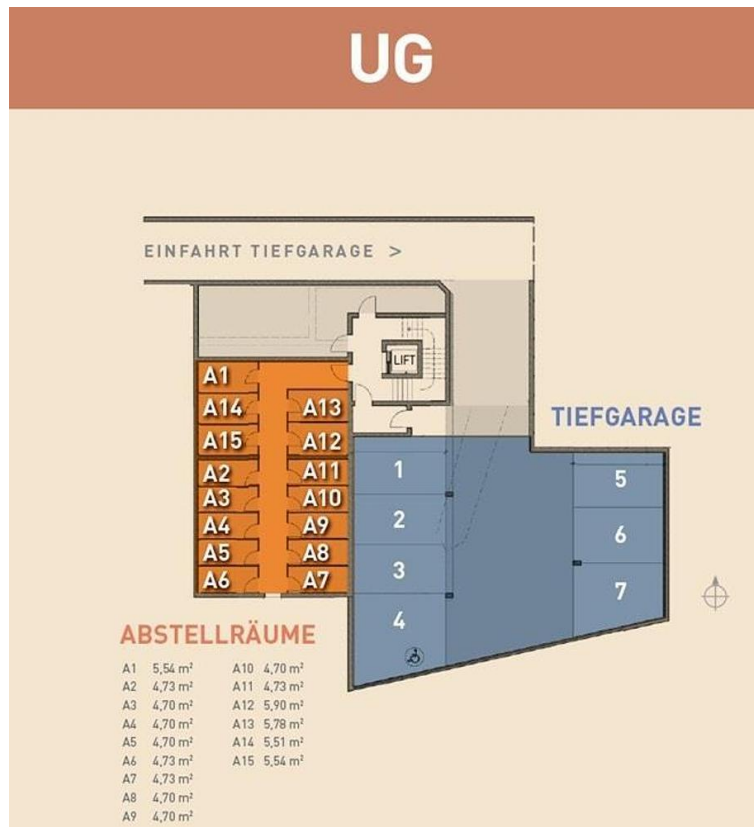 UG
EINFAHRT TIEFGARAGE >
LIFT
A1
A14
A13
A15
A12
A2
A11
A3
A10
A4
A9
A5
A8
A6
A7
TIEFGARAGE
1
2
3
4
5
6
7
ABSTELLRÄUME
A1 5,54 m²
A2 4,73 m²
A3 4,70 m²
A4 4,70 m²
A5 4,70 m²
A6 4,73 m²
A7 4,73 m²
A8 4,70 m²
A9 4,70 m²
A10 4,70 m²
A11 4,73 m²
A12 5,90 m²
A13 5,78 m²
A14 5,51 m²
A15 5,54 m²